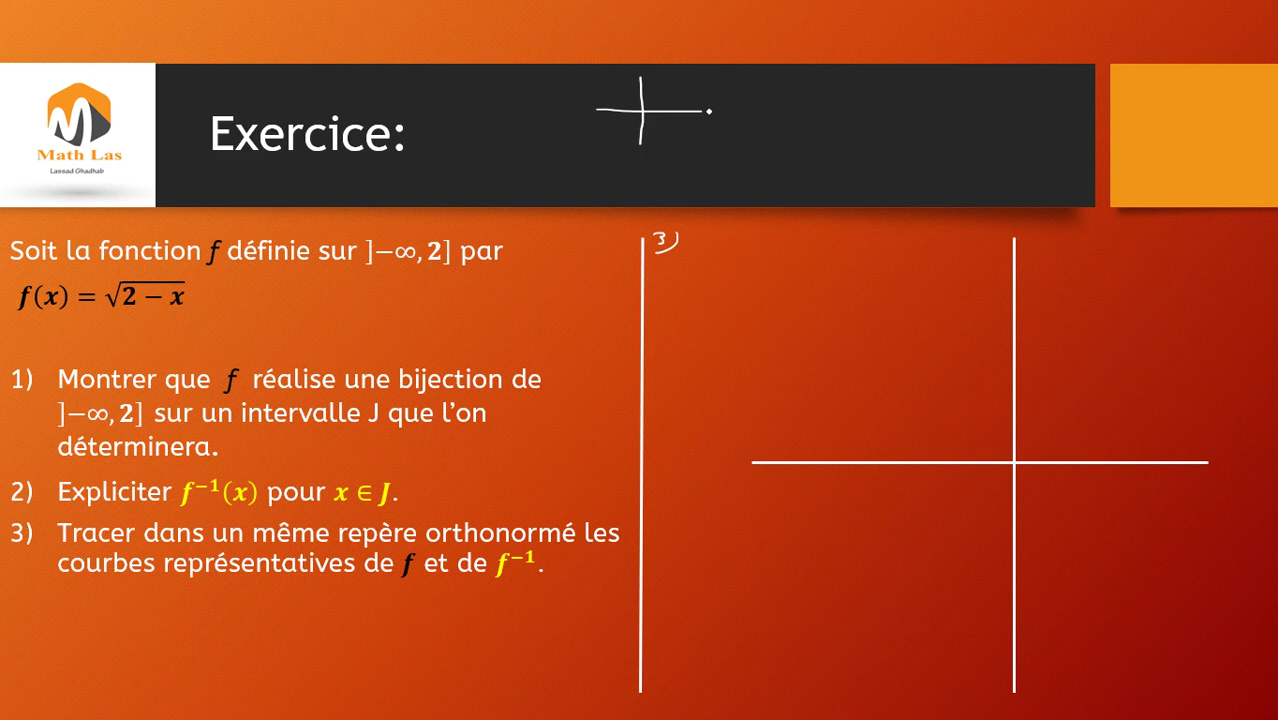 Math Las
Lassad Ghadhab
Exercice:
Soit la fonction f définie sur ]−∞, 2] par
f(x) = √(2 − x)
1) Montrer que f réalise une bijection de
]−∞, 2] sur un intervalle J que l’on
déterminera.
2) Expliciter f⁻¹(x) pour x ∈ J.
3) Tracer dans un même repère orthonormé les
courbes représentatives de f et de f⁻¹.
3)